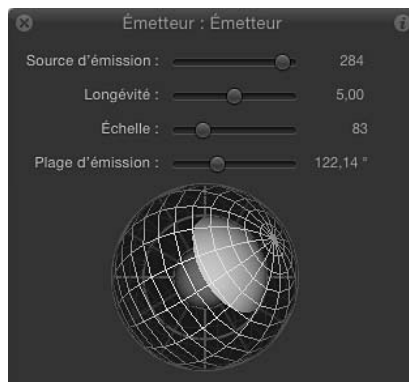 Émetteur : Émetteur
Source d'émission : 284
Longévité : 5,00
Échelle : 83
Plage d'émission : 122,14 °